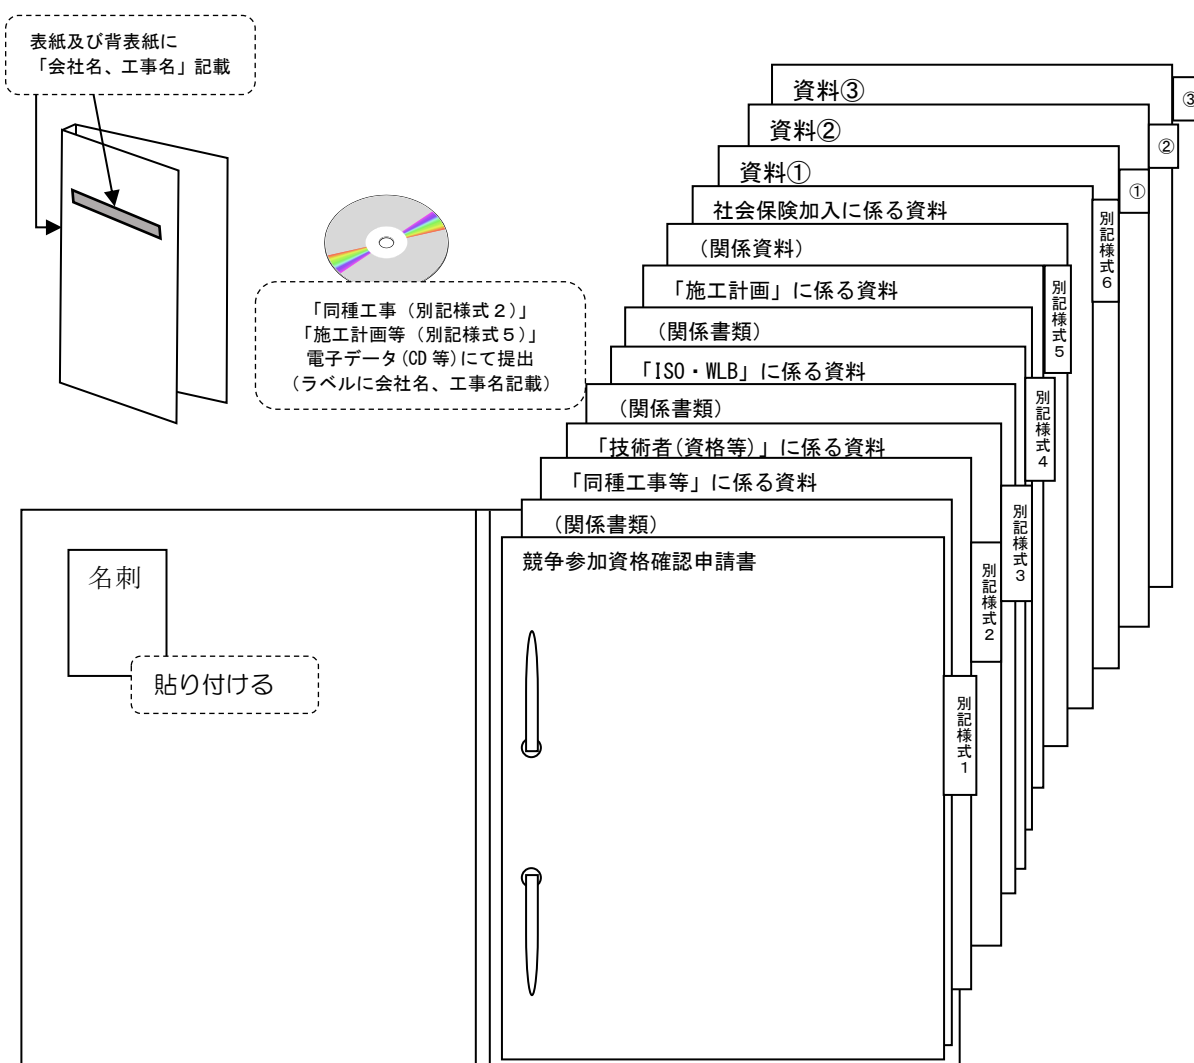 表紙及び背表紙に
「会社名、工事名」記載
「同種工事（別記様式２）」
「施工計画等（別記様式５）」
電子データ(CD 等)にて提出
（ラベルに会社名、工事名記載）
資料③
③
資料②
②
資料①
①
社会保険加入に係る資料
別記様式６
（関係資料）
「施工計画」に係る資料
別記様式５
（関係書類）
「ISO・WLB」に係る資料
別記様式４
（関係書類）
「技術者(資格等)」に係る資料
別記様式３
「同種工事等」に係る資料
別記様式２
（関係書類）
競争参加資格確認申請書
別記様式１
名刺
貼り付ける